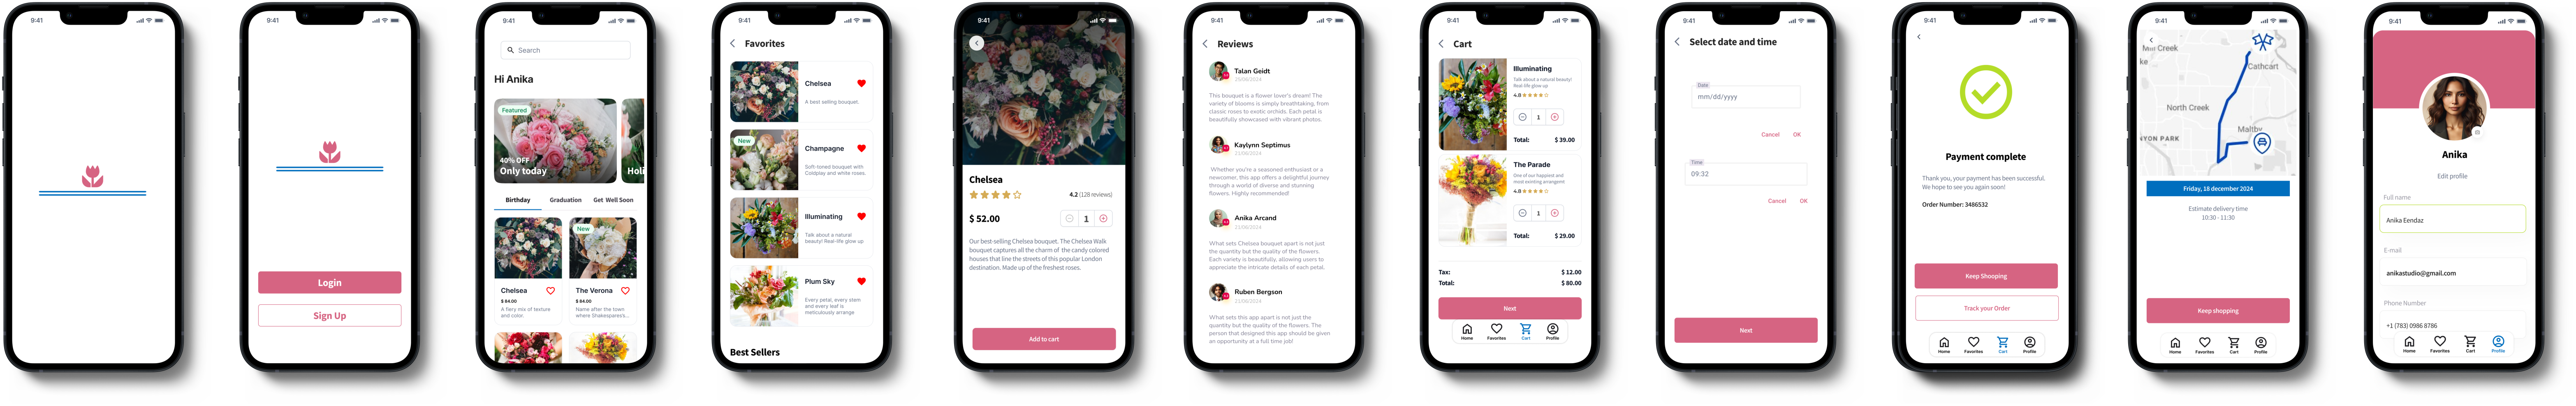 9:41
9:41
Login
Sign Up
9:41
Search
Hi Anika
Featured
40% OFF
Only today
Holi
Birthday
Graduation
Get Well Soon
Chelsea
$ 84.00
A fiery mix of texture
and color.
New
The Verona
$ 84.00
Name after the town
where Shakespeares's...
9:41
Favorites
Chelsea
A best selling bouquet.
New
Champagne
Soft-toned bouquet with
Coldplay and white roses.
Illuminating
Talk about a natural
beauty! Real-life glow up
Plum Sky
Every petal, every stem
and every leaf is
meticulously arrange
Best Sellers
9:41
Chelsea
4.2 (128 reviews)
$ 52.00
1
Our best-selling Chelsea bouquet. The Chelsea Walk
bouquet captures all the charm of the candy colored
houses that line the streets of this popular London
destination. Made up of the freshest roses.
Add to cart
9:41
Reviews
Talan Geidt
This bouquet is a flower lover's dream! The
variety of blooms is simply breathtaking, from
classic roses to exotic orchids. Each petal is
beautifully showcased with vibrant photos.
Kaylynn Septimus
Whether you're a seasoned enthusiast or a
newcomer, this app offers a delightful journey
through a world of diverse and stunning
flowers. Highly recommended!
Anika Arcand
What sets Chelsea bouquet apart is not just
the quantity but the quality of the flowers.
Each variety is beautifully, allowing users to
appreciate the intricate details of each petal.
Ruben Bergson
What sets this app apart is not just the
quantity but the quality of the flowers. The
person that designed this app should be given
an opportunity at a full time job!
9:41
Cart
Illuminating
Talk about a natural beauty!
Real-life glow up
4.8
1
Total: $ 39.00
The Parade
One of our happiest and
most existing arrangemt
4.8
1
Total: $ 29.00
Tax: $ 12.00
Total: $ 80.00
Next
Home
Favorites
Cart
Profile
9:41
Select date and time
Date
mm/dd/yyyy
Cancel
OK
Time
09:32
Cancel
OK
Next
9:41
Payment complete
Thank you, your payment has been successful.
We hope to see you again soon!
Order Number: 3486532
Keep Shooping
Track your Order
Home
Favorites
Cart
Profile
9:41
Mill Creek
Cathcart
North Creek
Maltby
YON PARK
Friday, 18 december 2024
Estimate delivery time
10:30 - 11:30
Keep shopping
Home
Favorites
Cart
Profile
9:41
Anika
Edit profile
Full name
Anika Eendaz
E-mail
anikastudio@gmail.com
Phone Number
+1 (783) 0986 8786
Home
Favorites
Cart
Profile